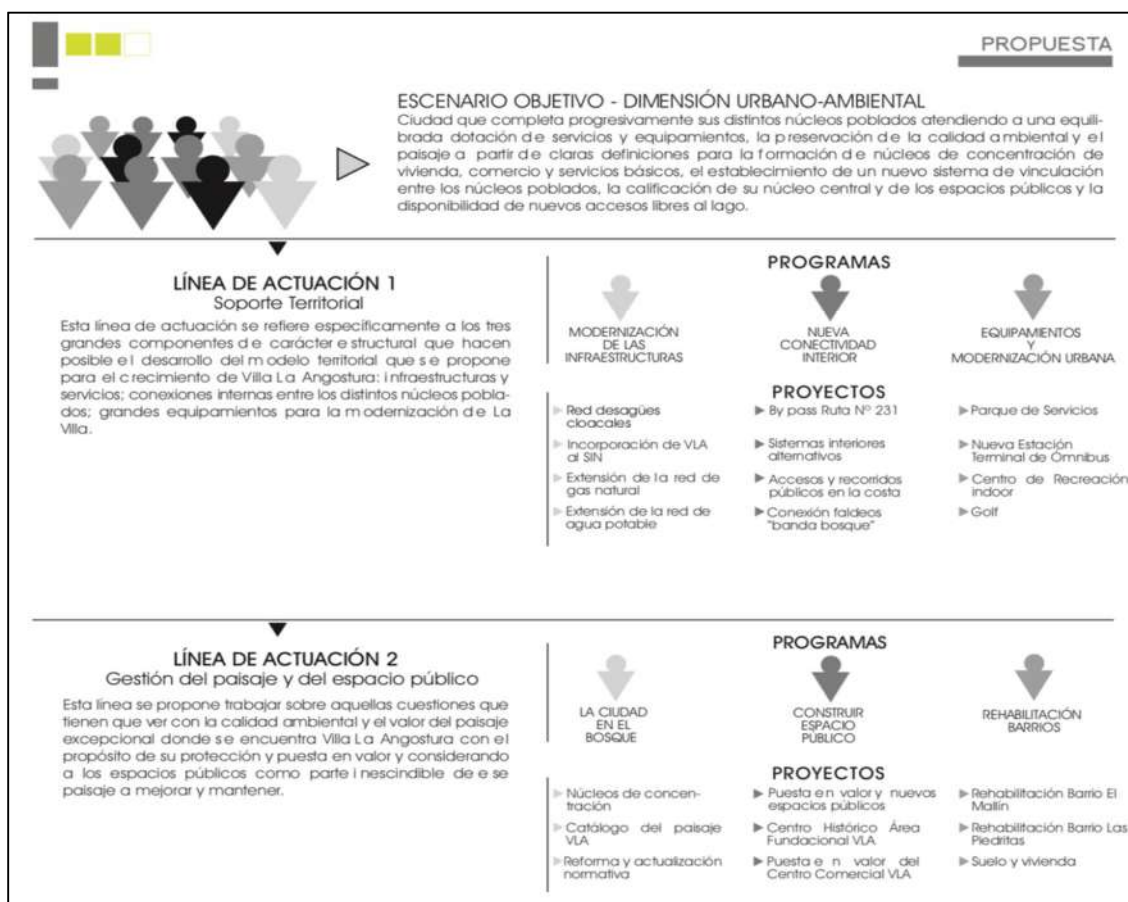 PROPUESTA
ESCENARIO OBJETIVO - DIMENSIÓN URBANO-AMBIENTAL
Ciudad que completa progresivamente sus distintos núcleos poblados atendiendo a una equili-
brada dotación de servicios y equipamientos, la preservación de la calidad ambiental y el
paisaje a partir de claras definiciones para la formación de núcleos de concentración de
vivienda, comercio y servicios básicos, el establecimiento de un nuevo sistema de vinculación
entre los núcleos poblados, la calificación de su núcleo central y de los espacios públicos y la
disponibilidad de nuevos accesos libres al lago.
LÍNEA DE ACTUACIÓN 1
Soporte Territorial
Esta línea de actuación se refiere específicamente a los tres
grandes componentes de carácter estructural que hacen
posible el desarrollo del modelo territorial que se propone
para el crecimiento de Villa La Angostura: infraestructuras y
servicios; conexiones internas entre los distintos núcleos pobla-
dos; grandes equipamientos para la modernización de La
Villa.
PROGRAMAS
MODERNIZACIÓN
DE LAS
INFRAESTRUCTURAS
NUEVA
CONECTIVIDAD
INTERIOR
EQUIPAMIENTOS
Y
MODERNIZACIÓN URBANA
PROYECTOS
Red desagües
cloacales
Incorporación de VLA
al SIN
Extensión de la red de
gas natural
Extensión de la red de
agua potable
By pass Ruta Nº 231
Sistemas interiores
alternativos
Accesos y recorridos
públicos en la costa
Conexión faldeos
"banda bosque"
Parque de Servicios
Nueva Estación
Terminal de Ómnibus
Centro de Recreación
indoor
Golf
LÍNEA DE ACTUACIÓN 2
Gestión del paisaje y del espacio público
Esta línea se propone trabajar sobre aquellas cuestiones que
tienen que ver con la calidad ambiental y el valor del paisaje
excepcional donde se encuentra Villa La Angostura con el
propósito de su protección y puesta en valor y considerando
a los espacios públicos como parte inescindible de ese
paisaje a mejorar y mantener.
PROGRAMAS
LA CIUDAD
EN EL
BOSQUE
CONSTRUIR
ESPACIO
PÚBLICO
REHABILITACIÓN
BARRIOS
PROYECTOS
Núcleos de concen-
tración
Catálogo del paisaje
VLA
Reforma y actualización
normativa
Puesta en valor y nuevos
espacios públicos
Centro Histórico Área
Fundacional VLA
Puesta en valor del
Centro Comercial VLA
Rehabilitación Barrio El
Mallín
Rehabilitación Barrio Las
Piedritas
Suelo y vivienda